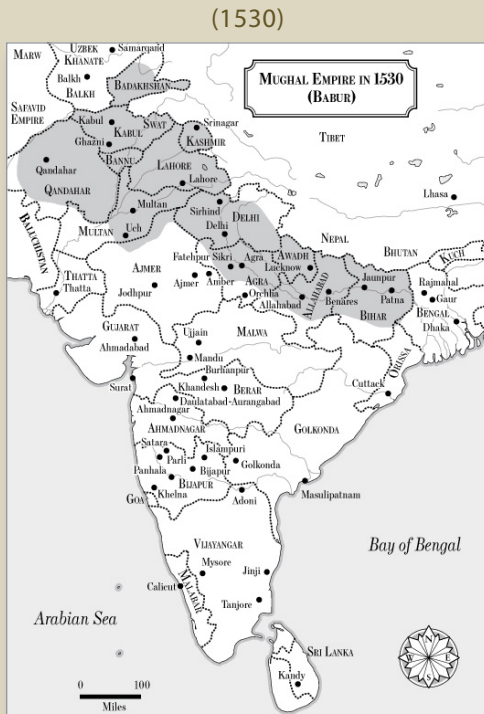 (1530)
MUGHAL EMPIRE IN 1530
(BABUR)
MARW
UZBEK
KHANATE
Samarqand
Balkh
BALKH
BADAKHSHAN
SAFAVID
EMPIRE
Kabul
KABUL
SWAT
Srinagar
KASHMIR
Ghazni
BANNU
TIBET
Qandahar
QANDAHAR
LAHORE
Lahore
Lhasa
Multan
Sirhind
DELHI
Delhi
BALUCHISTAN
MULTAN
Uch
NEPAL
BHUTAN
KUCH
THATTA
Thatta
AJMER
Fatehpur Sikri
Agra
AWADH
Lucknow
Jodhpur
Ajmer
Amber
AGRA
Orchha
Allahabad
ALLAHABAD
Jaunpur
Benares
Patna
BIHAR
Rajmahal
Gaur
BENGAL
Dhaka
GUJARAT
Ahmadabad
Ujjain
MALWA
Mandu
Surat
Burhanpur
Khandesh
BERAR
Daulatabad-Aurangabad
Cuttack
ORISSA
Ahmadnagar
AHMADNAGAR
GOLKONDA
Satara
Parli
Islampuri
Panhala
Bijapur
Golkonda
BIJAPUR
Khelna
GOA
Adoni
Masulipatnam
VIJAYANGAR
Mysore
Jinji
Bay of Bengal
Calicut
MALABAR
Tanjore
Arabian Sea
SRI LANKA
Kandy
N
W
E
S
0 100
Miles